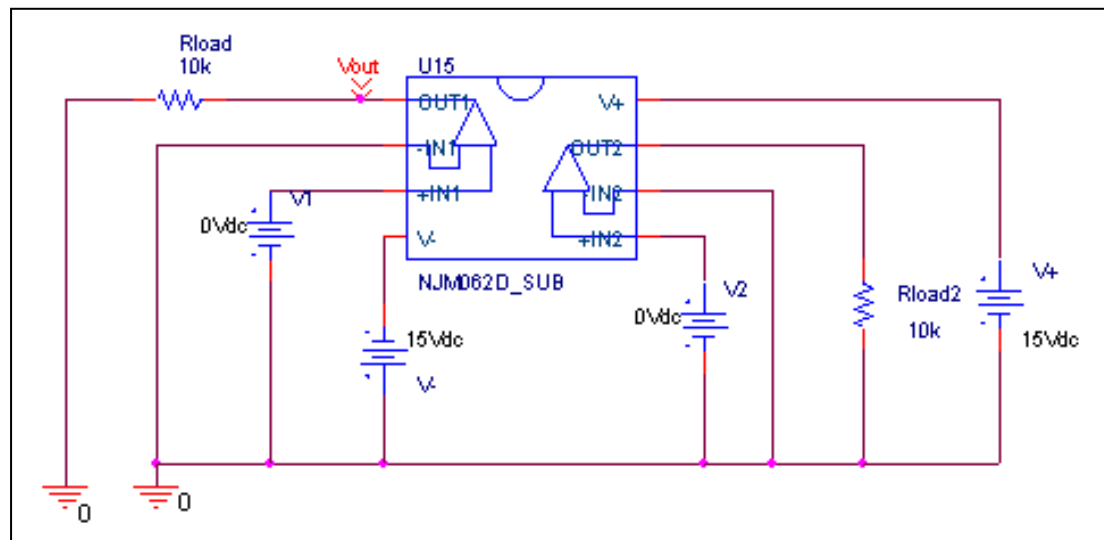 Rload
10k
Vout
U15
OUT1
V+
-IN1
OUT2
+IN1
-IN2
V-
+IN2
V1
0Vdc
NJM062D_SUB
V2
0Vdc
V+
Rload2
10k
15Vdc
15Vdc
V-
0
0